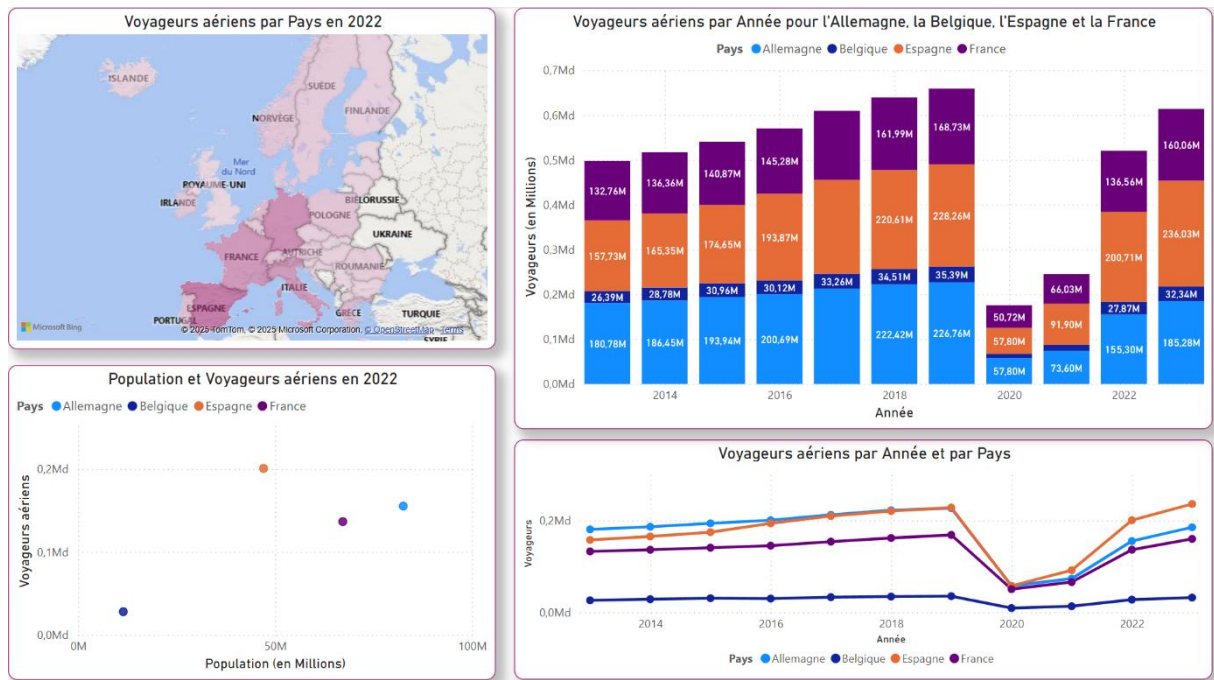 Voyageurs aériens par Pays en 2022
ISLANDE
SUÈDE
FINLANDE
NORVÈGE
Mer
du Nord
ROYAUME-UNI
IRLANDE
BIÉLORUSSIE
POLOGNE
UKRAINE
FRANCE
AUTRICHE
ROUMANIE
ITALIE
ESPAGNE
PORTUGAL
GRÈCE
TURQUIE
SYRIE
Microsoft Bing
© 2025 TomTom, © 2025 Microsoft Corporation, © OpenStreetMap Terms
Voyageurs aériens par Année pour l'Allemagne, la Belgique, l'Espagne et la France
Pays Allemagne Belgique Espagne France
Voyageurs (en Millions)
0,7Md
0,6Md
0,5Md
0,4Md
0,3Md
0,2Md
0,1Md
0,0Md
132,76M
157,73M
26,39M
180,78M
136,36M
165,35M
28,78M
186,45M
140,87M
174,65M
30,96M
193,94M
145,28M
193,87M
30,12M
200,69M
33,26M
161,99M
220,61M
34,51M
222,42M
168,73M
228,26M
35,39M
226,76M
50,72M
57,80M
57,80M
66,03M
91,90M
73,60M
136,56M
200,71M
27,87M
155,30M
160,06M
236,03M
32,34M
185,28M
2014 2016 2018 2020 2022
Année
Population et Voyageurs aériens en 2022
Pays Allemagne Belgique Espagne France
Voyageurs aériens
0,2Md
0,1Md
0,0Md
0M 50M 100M
Population (en Millions)
Voyageurs aériens par Année et par Pays
Voyageurs
0,2Md
0,0Md
2014 2016 2018 2020 2022
Année
Pays Allemagne Belgique Espagne France